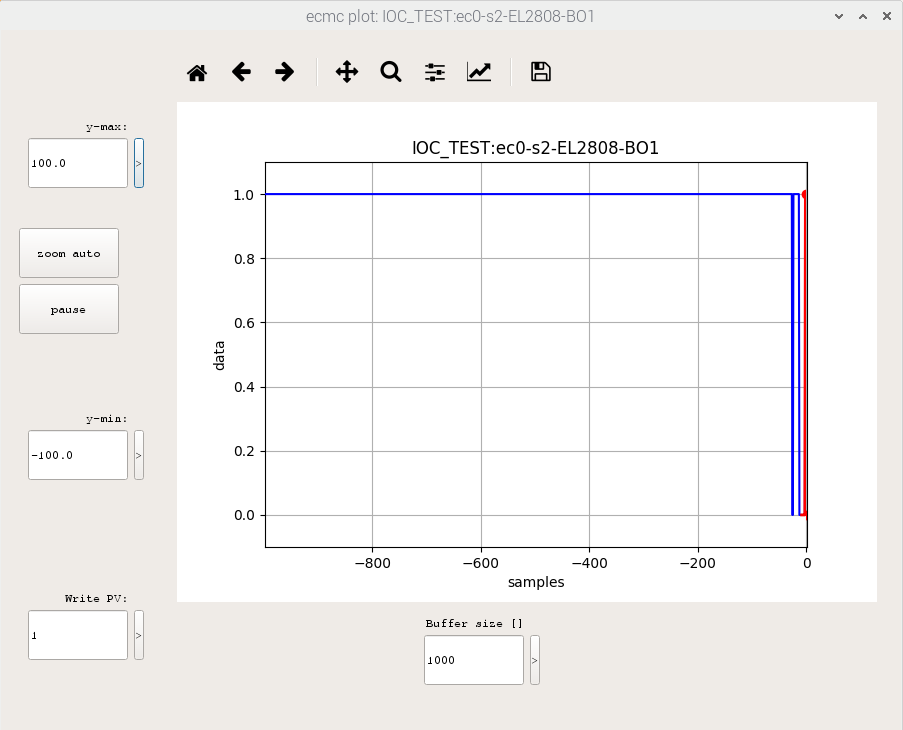 ecmc plot: IOC_TEST:ec0-s2-EL2808-BO1
y-max:
100.0 >
zoom auto
pause
y-min:
-100.0 >
Write PV:
1 >
IOC_TEST:ec0-s2-EL2808-BO1
data
1.0
0.8
0.6
0.4
0.2
0.0
−800 −600 −400 −200 0
samples
Buffer size []
1000 >